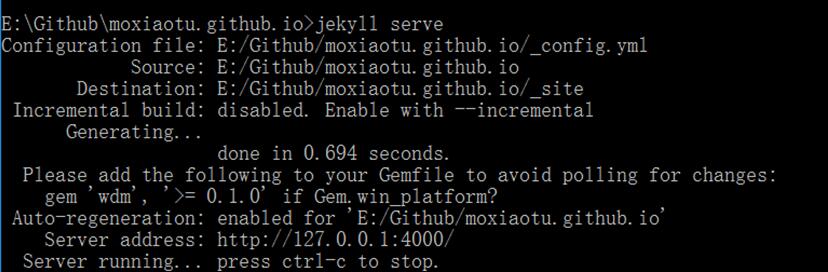 E:\Github\moxiaotu.github.io>jekyll serve
Configuration file: E:/Github/moxiaotu.github.io/_config.yml
Source: E:/Github/moxiaotu.github.io
Destination: E:/Github/moxiaotu.github.io/_site
Incremental build: disabled. Enable with --incremental
Generating...
done in 0.694 seconds.
Please add the following to your Gemfile to avoid polling for changes:
gem 'wdm', '>= 0.1.0' if Gem.win_platform?
Auto-regeneration: enabled for 'E:/Github/moxiaotu.github.io'
Server address: http://127.0.0.1:4000/
Server running... press ctrl-c to stop.